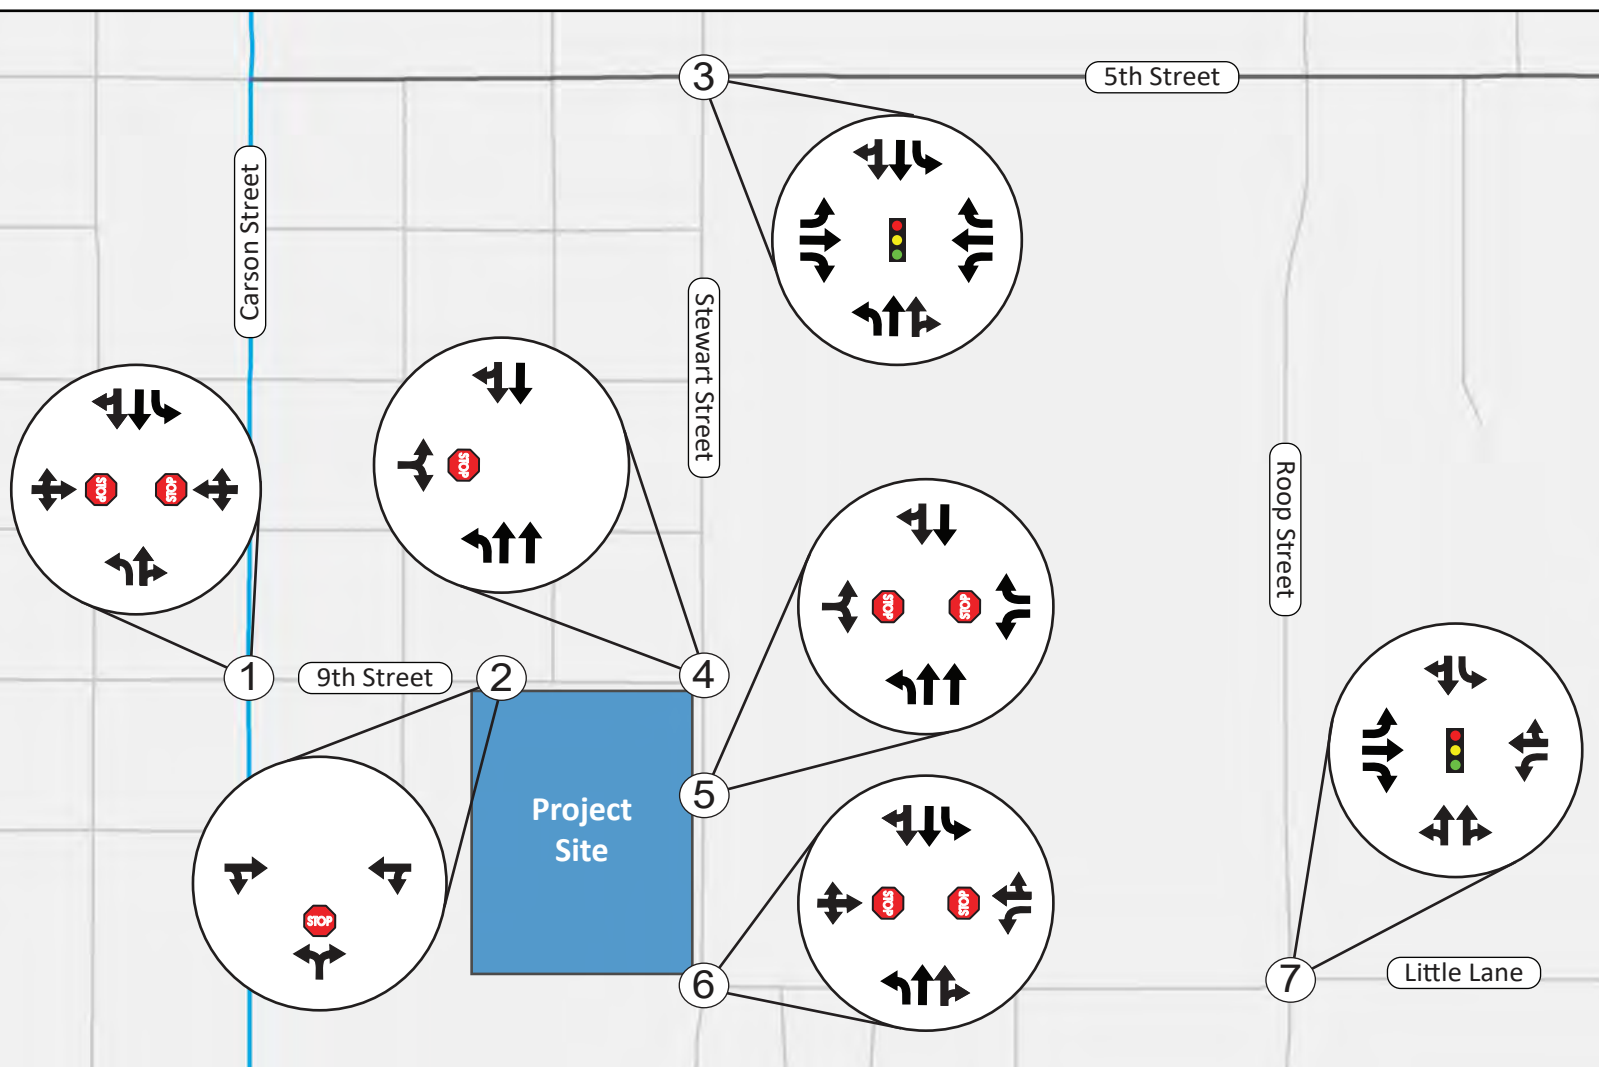 3
5th Street
Carson Street
Stewart Street
STOP
STOP
STOP
Roop Street
STOP
STOP
1
9th Street
2
4
Project
Site
5
STOP
STOP
STOP
6
7
Little Lane